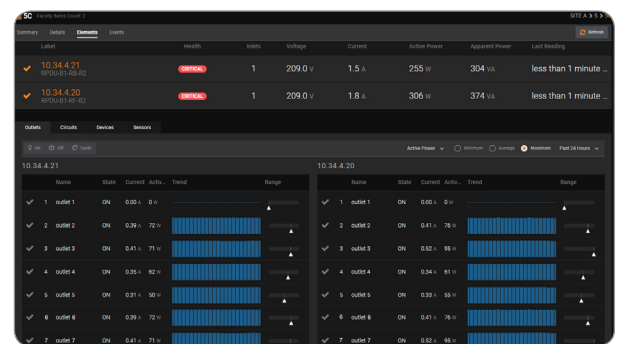 5C Facility Items Count: 2 SITE A > 5 > 5
Summary Details Elements Events Refresh
Label Health Inlets Voltage Current Active Power Apparent Power Last Reading
10.34.4.21 CRITICAL 1 209.0 V 1.5 A 255 W 304 VA less than 1 minute ...
RPDU-B1-RB-R2
10.34.4.20 CRITICAL 1 209.0 V 1.8 A 306 W 374 VA less than 1 minute ...
RPDU-B1-RF-B2
Outlets Circuits Devices Sensors
On Off Cycle Active Power Minimum Average Maximum Past 24 Hours
10.34.4.21 10.34.4.20
Name State Current Activ... Trend Range Name State Current Activ... Trend Range
1 outlet 1 ON 0.00 A 0 W 1 outlet 1 ON 0.00 A 0 W
2 outlet 2 ON 0.39 A 72 W 2 outlet 2 ON 0.41 A 76 W
3 outlet 3 ON 0.41 A 71 W 3 outlet 3 ON 0.52 A 95 W
4 outlet 4 ON 0.35 A 62 W 4 outlet 4 ON 0.34 A 61 W
5 outlet 5 ON 0.31 A 50 W 5 outlet 5 ON 0.33 A 55 W
6 outlet 6 ON 0.39 A 72 W 6 outlet 6 ON 0.41 A 76 W
7 outlet 7 ON 0.41 A 71 W 7 outlet 7 ON 0.52 A 95 W